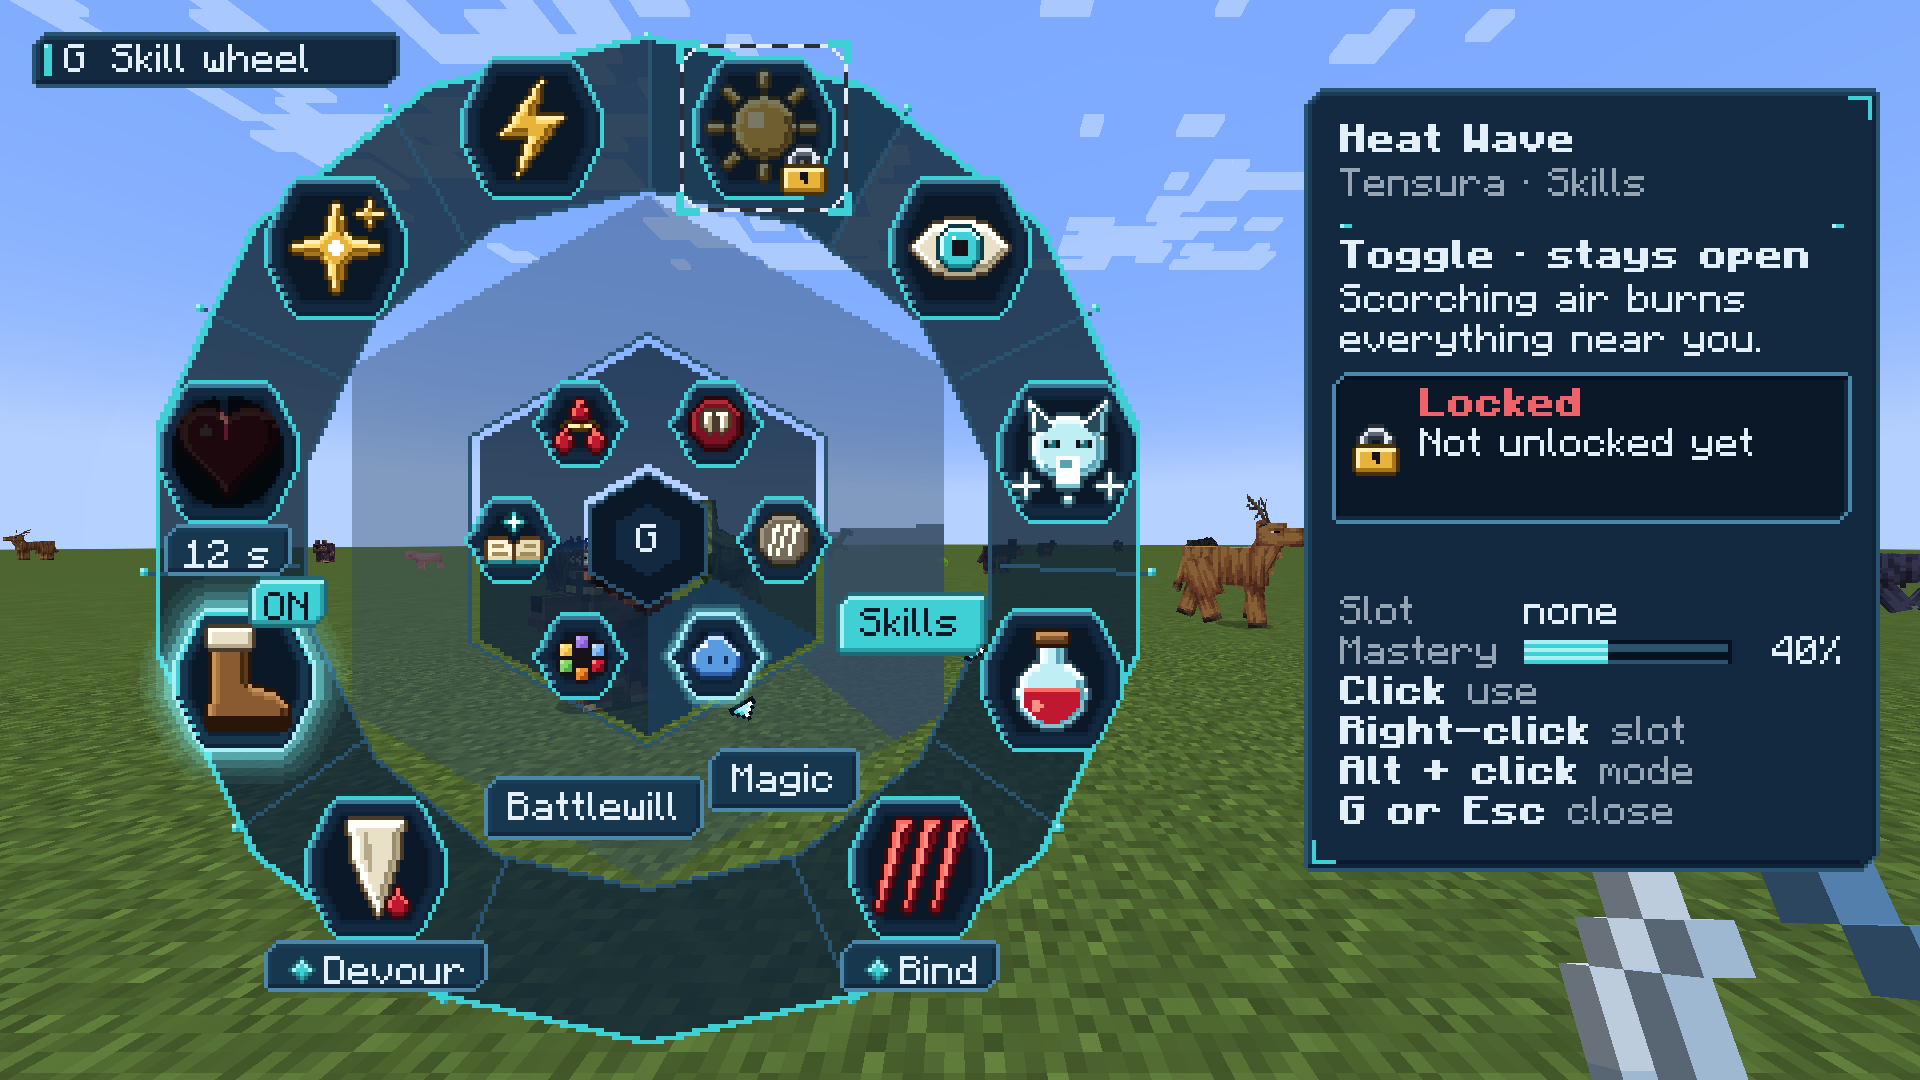 G Skill wheel
12 s
ON
G
Skills
Magic
Battlewill
Devour
Bind
Heat Wave
Tensura · Skills
Toggle · stays open
Scorching air burns
everything near you.
Locked
Not unlocked yet
Slot none
Mastery 40%
Click use
Right-click slot
Alt + click mode
G or Esc close